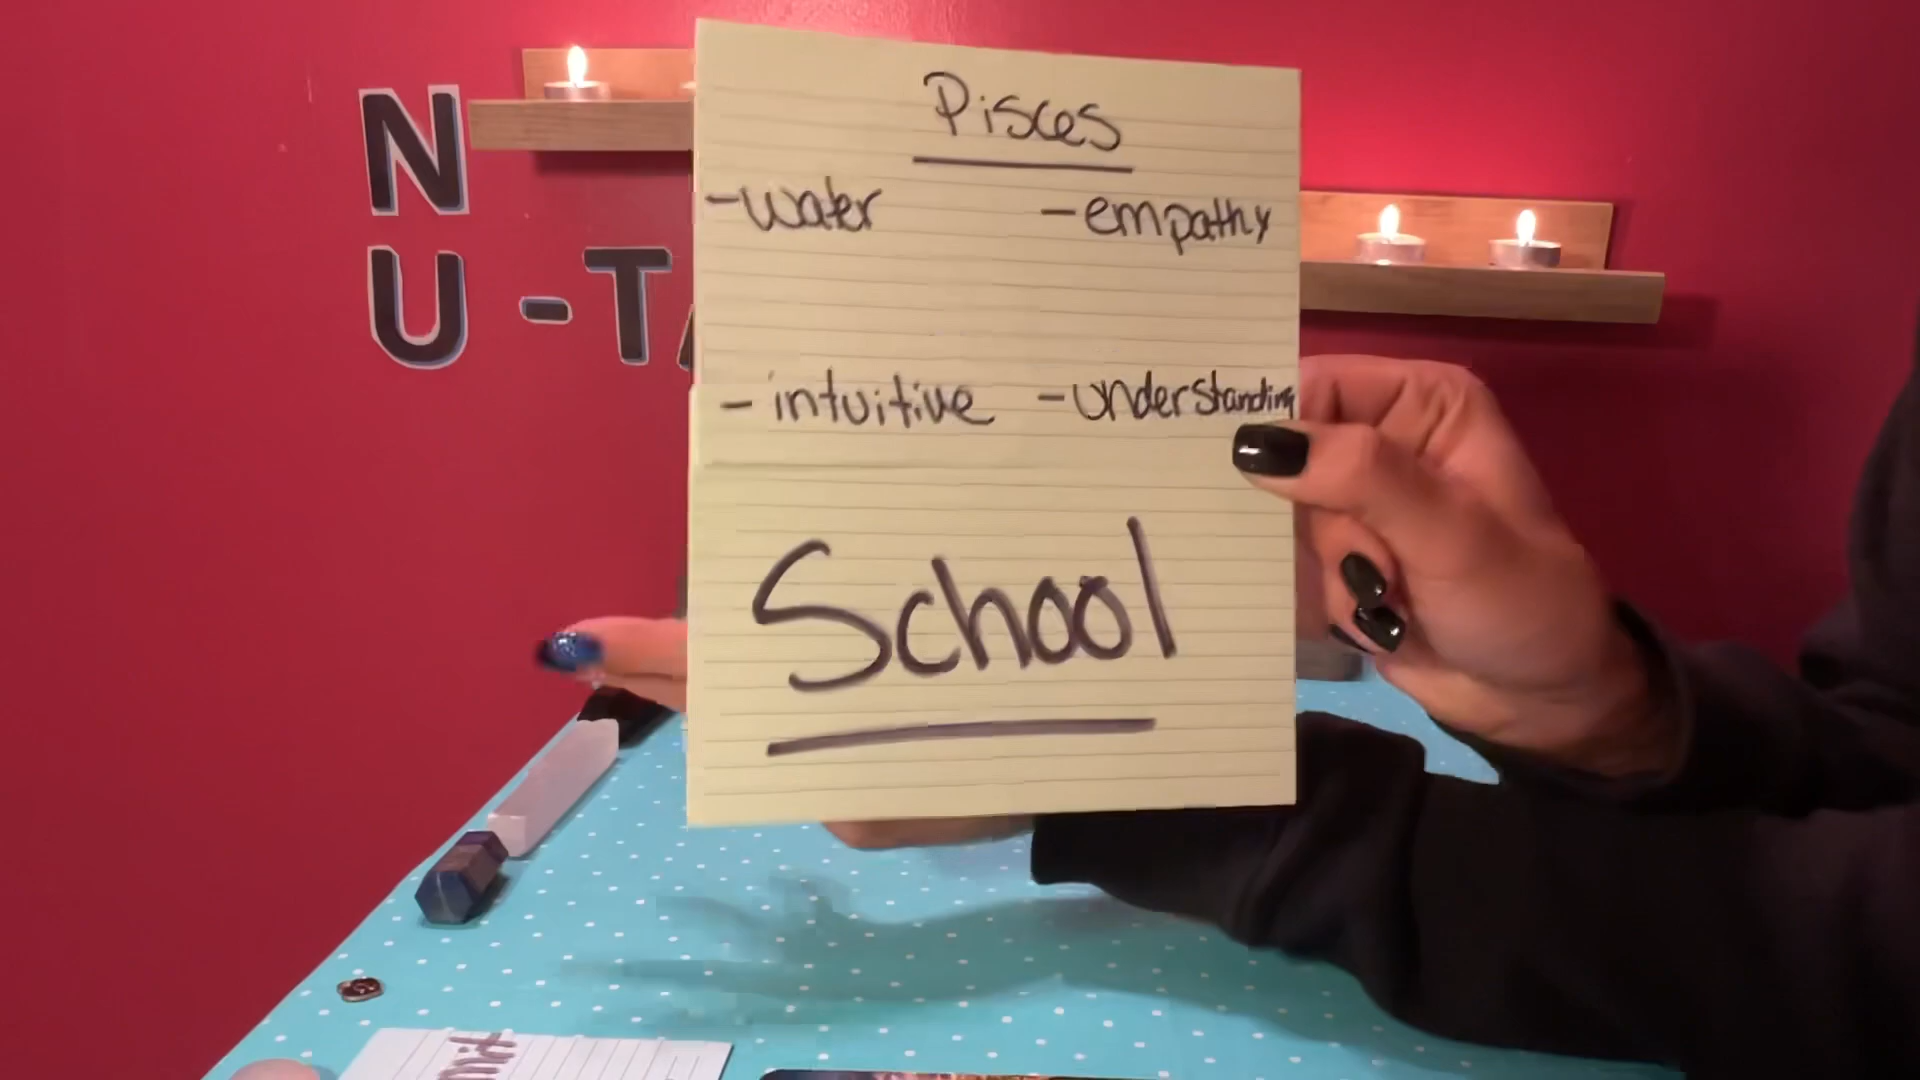 N
U-T
Pisces
-water -empathy
-intuitive -understanding
School